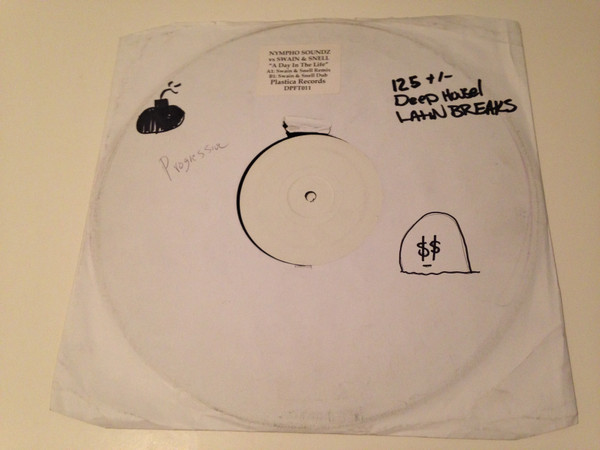 NYMPHO SOUNDZ
vs SWAIN & SNELL
"A Day In The Life"
A1: Swain & Snell Remix
B1: Swain & Snell Dub
Plastica Records
DPFT011
125 +/-
Deep House/
LATIN BREAKS
$$